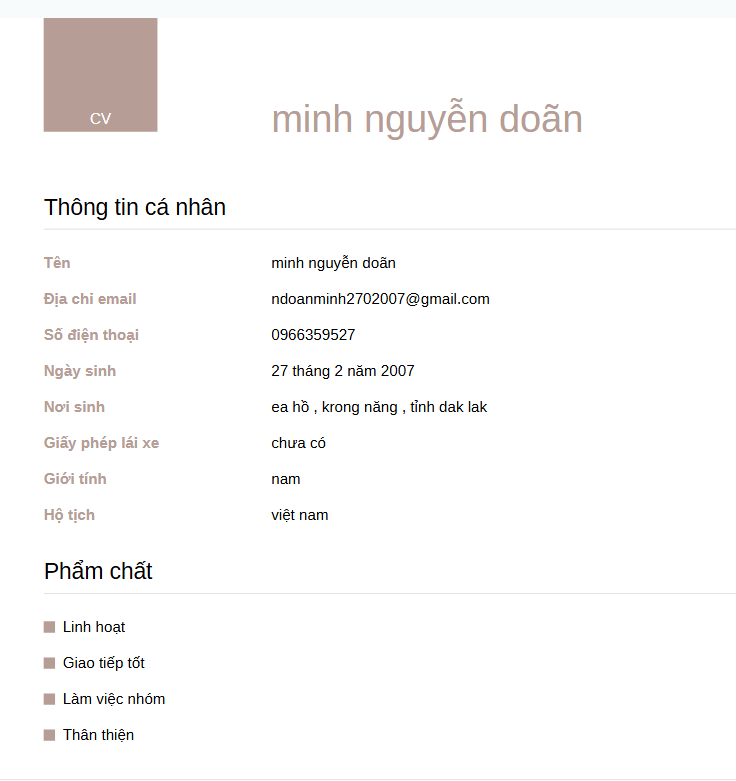 CV
minh nguyễn doãn
Thông tin cá nhân
Tên minh nguyễn doãn
Địa chỉ email ndoanminh2702007@gmail.com
Số điện thoại 0966359527
Ngày sinh 27 tháng 2 năm 2007
Nơi sinh ea hồ , krong năng , tỉnh dak lak
Giấy phép lái xe chưa có
Giới tính nam
Hộ tịch việt nam
Phẩm chất
Linh hoạt
Giao tiếp tốt
Làm việc nhóm
Thân thiện